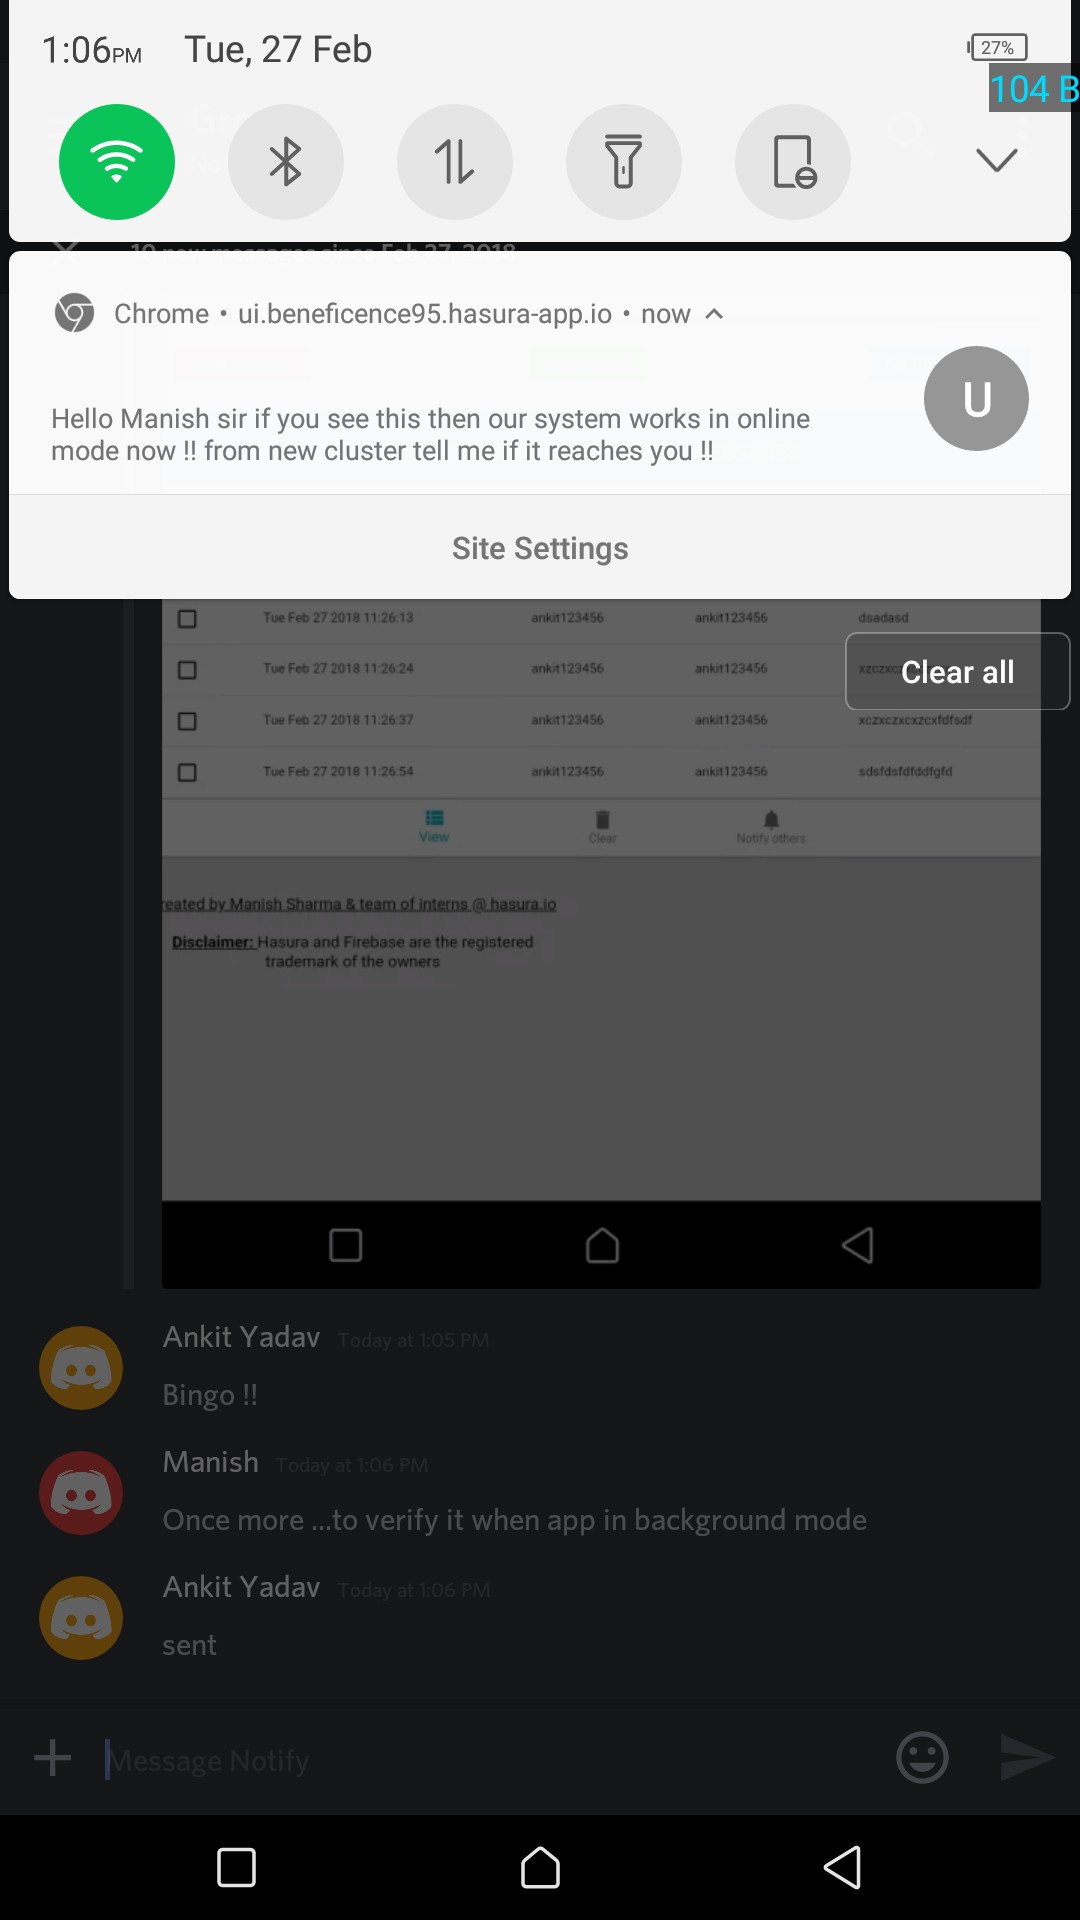 1:06PM Tue, 27 Feb 27%
104 B
10 new messages since Feb 27, 2018
Chrome • ui.beneficence95.hasura-app.io • now
U
Hello Manish sir if you see this then our system works in online
mode now !! from new cluster tell me if it reaches you !!
Site Settings
Tue Feb 27 2018 11:26:13 ankit123456 ankit123456 dsadasd
Clear all
Tue Feb 27 2018 11:26:24 ankit123456 ankit123456
Tue Feb 27 2018 11:26:37 ankit123456 ankit123456 xczxczxcxzcxfdfsdf
Tue Feb 27 2018 11:26:54 ankit123456 ankit123456 sdsfdsfdfddfgfd
View Clear Notify others
reated by Manish Sharma & team of interns @ hasura.io
Disclaimer: Hasura and Firebase are the registered
trademark of the owners
Ankit Yadav Today at 1:05 PM
Bingo !!
Manish Today at 1:06 PM
Once more ...to verify it when app in background mode
Ankit Yadav Today at 1:06 PM
sent
Message Notify